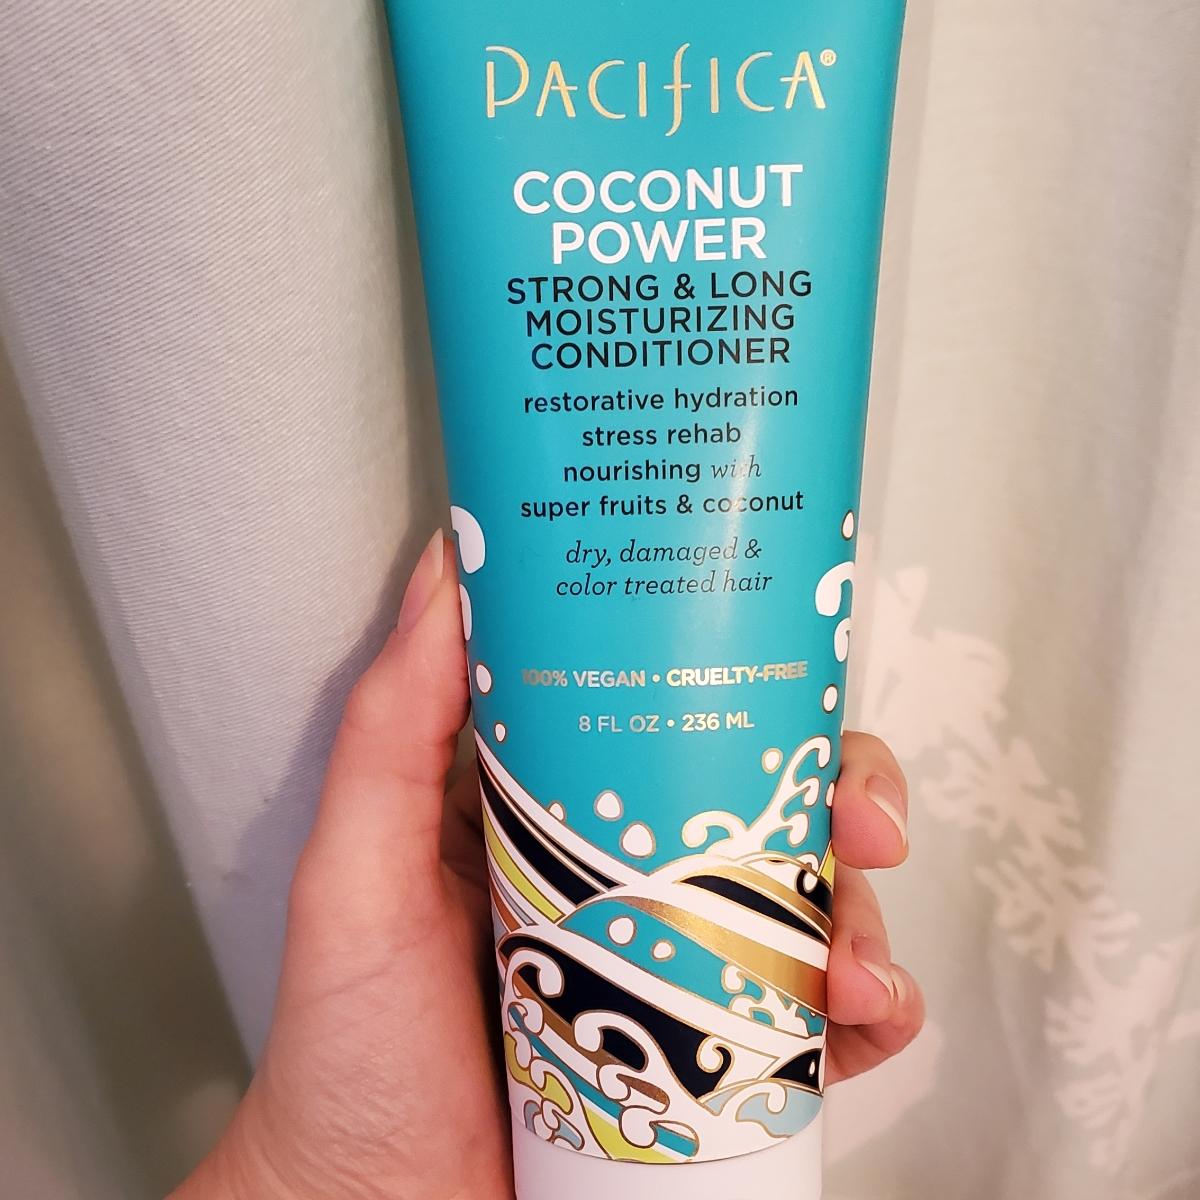 PACIFICA®
COCONUT
POWER
STRONG & LONG
MOISTURIZING
CONDITIONER
restorative hydration
stress rehab
nourishing with
super fruits & coconut
dry, damaged &
color treated hair
100% VEGAN • CRUELTY-FREE
8 FL OZ • 236 ML